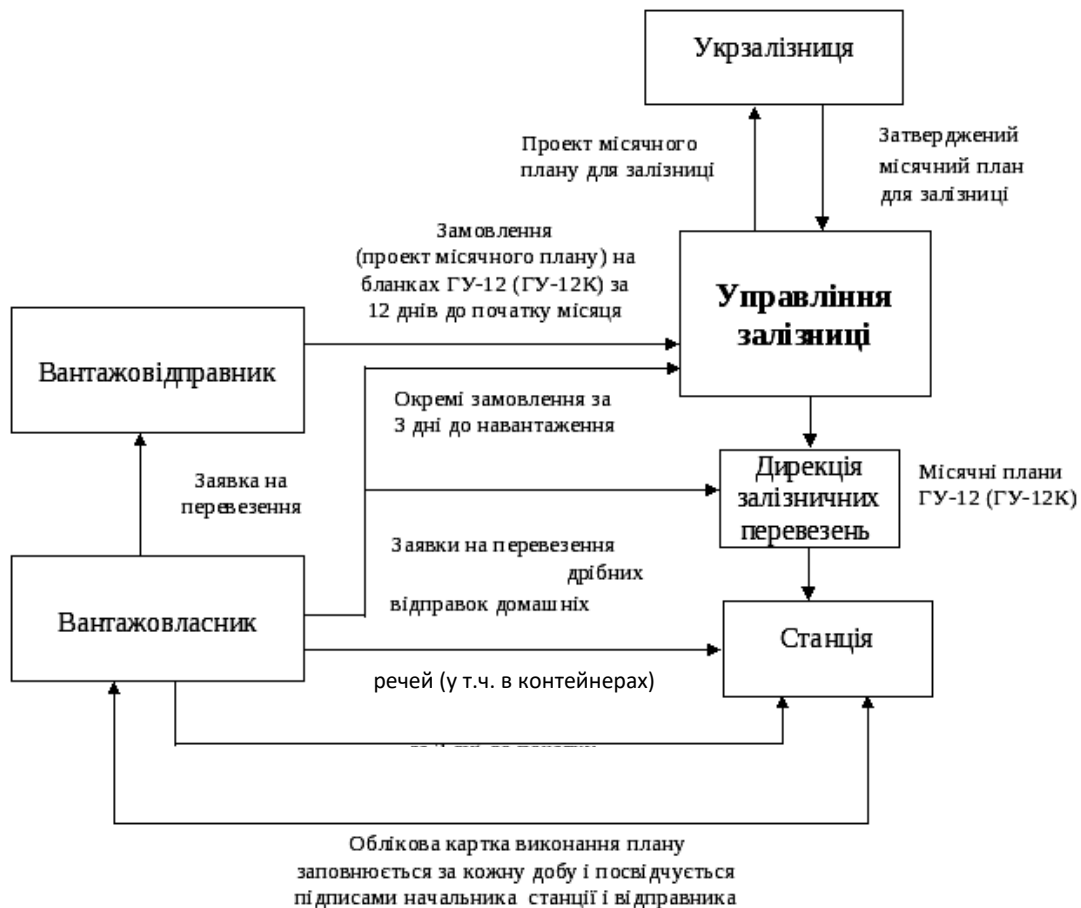 Укрзалізниця
Проект місячного
плану для залізниці
Затверджений
місячний план
для залізниці
Замовлення
(проект місячного плану) на
бланках ГУ-12 (ГУ-12К) за
12 днів до початку місяця
Управління
залізниці
Вантажовідправник
Окремі замовлення за
3 дні до навантаження
Заявка на
перевезення
Дирекція
залізничних
перевезень
Місячні плани
ГУ-12 (ГУ-12К)
Заявки на перевезення
дрібних
відправок домашніх
Вантажовласник
Станція
речей (у т.ч. в контейнерах)
Облікова картка виконання плану
заповнюється за кожну добу і посвідчується
підписами начальника станції і відправника